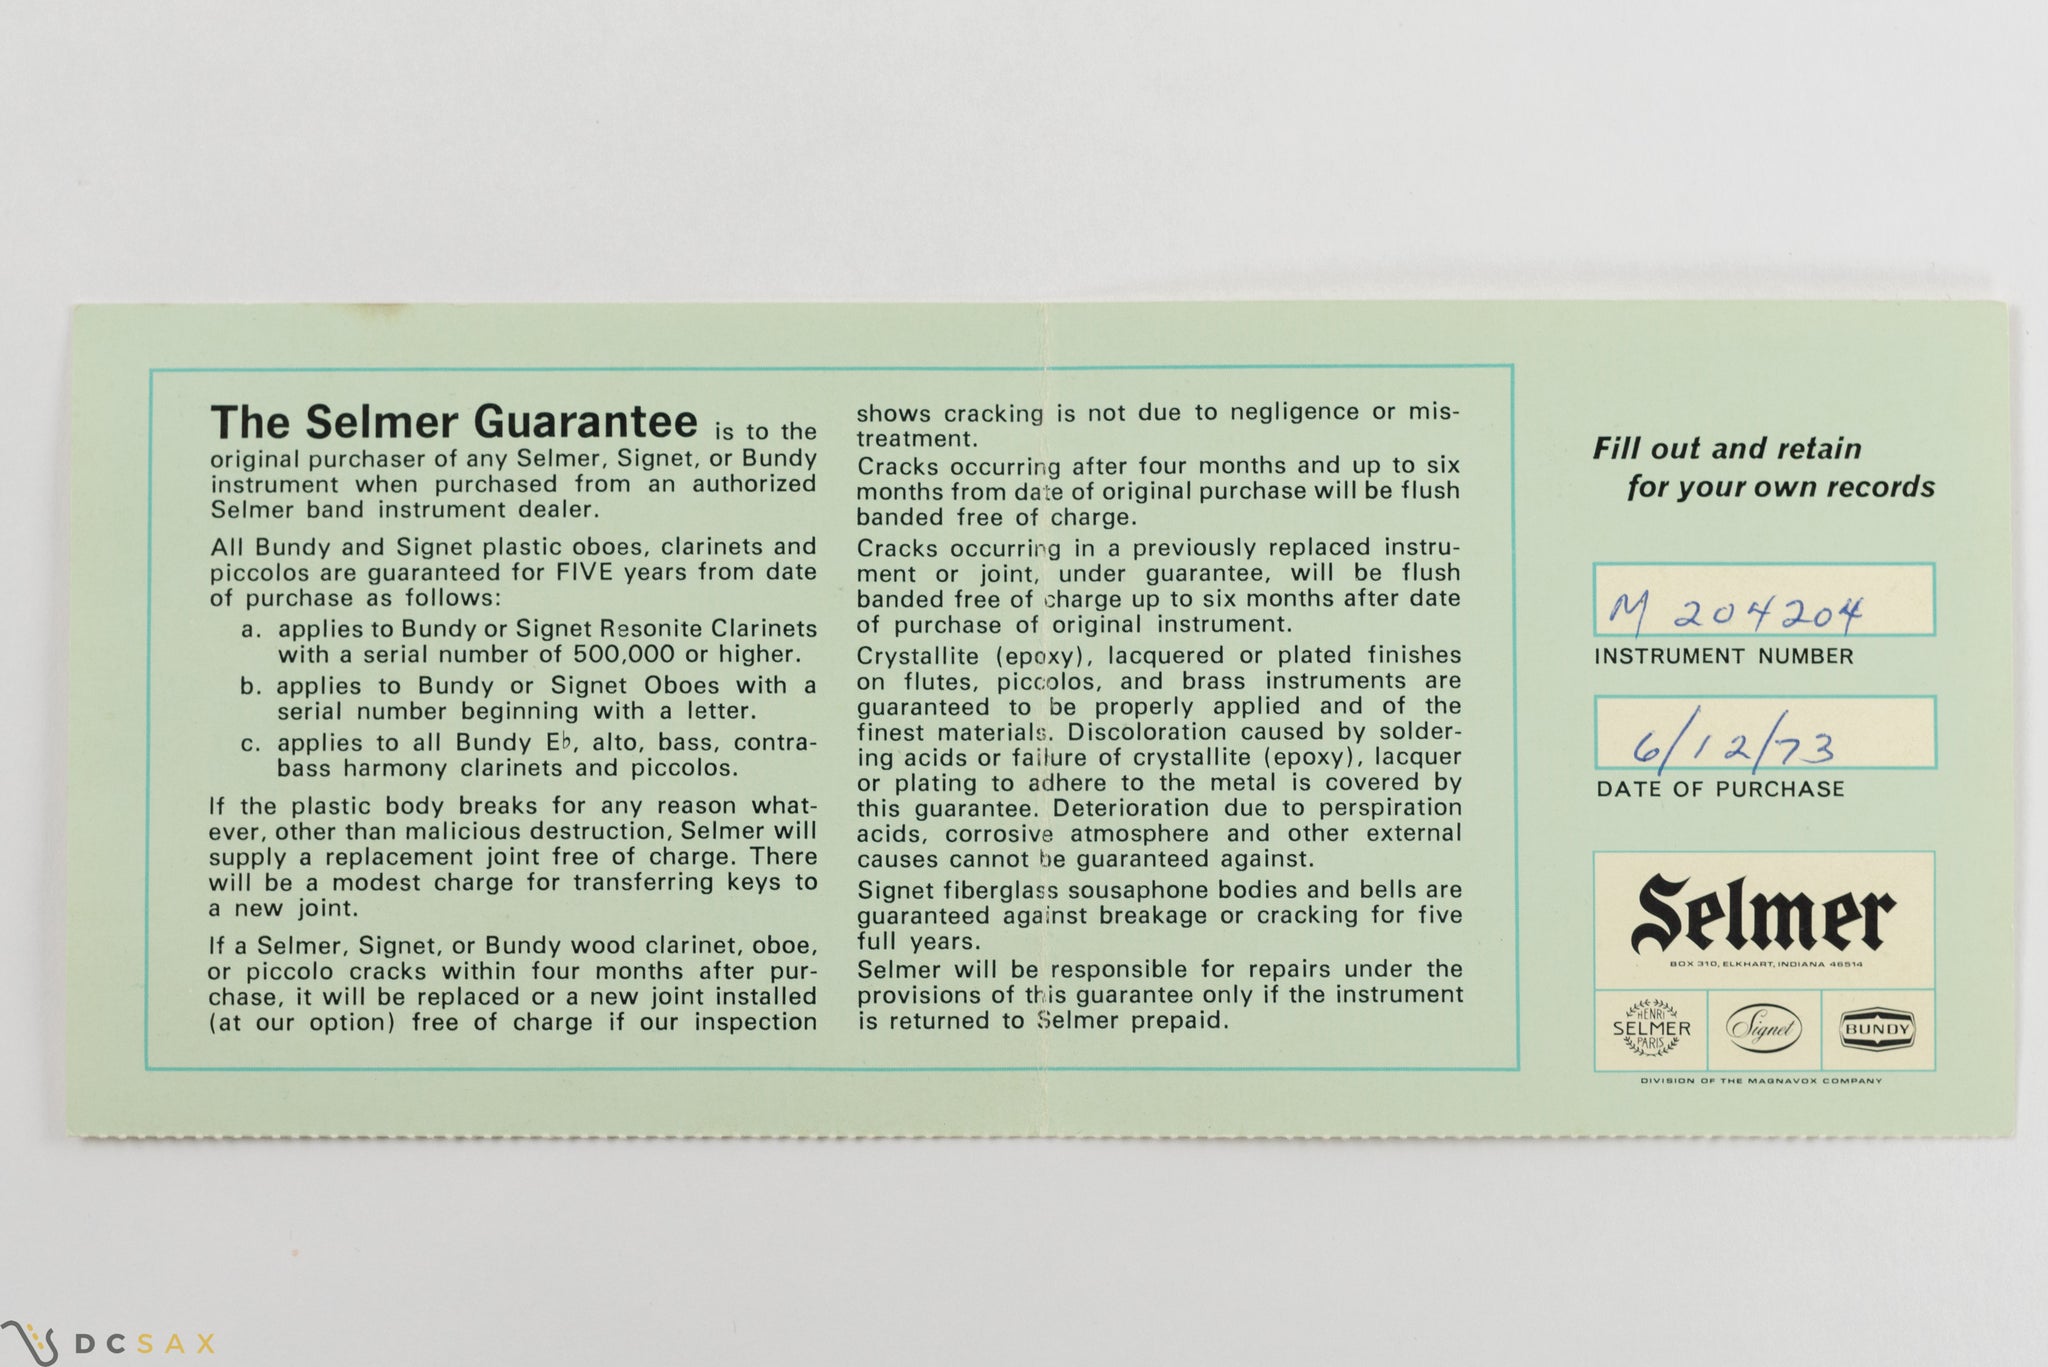 The Selmer Guarantee is to the
original purchaser of any Selmer, Signet, or Bundy
instrument when purchased from an authorized
Selmer band instrument dealer.
All Bundy and Signet plastic oboes, clarinets and
piccolos are guaranteed for FIVE years from date
of purchase as follows:
a. applies to Bundy or Signet Resonite Clarinets
with a serial number of 500,000 or higher.
b. applies to Bundy or Signet Oboes with a
serial number beginning with a letter.
c. applies to all Bundy E♭, alto, bass, contra-
bass harmony clarinets and piccolos.
If the plastic body breaks for any reason what-
ever, other than malicious destruction, Selmer will
supply a replacement joint free of charge. There
will be a modest charge for transferring keys to
a new joint.
If a Selmer, Signet, or Bundy wood clarinet, oboe,
or piccolo cracks within four months after pur-
chase, it will be replaced or a new joint installed
(at our option) free of charge if our inspection
shows cracking is not due to negligence or mis-
treatment.
Cracks occurring after four months and up to six
months from date of original purchase will be flush
banded free of charge.
Cracks occurring in a previously replaced instru-
ment or joint, under guarantee, will be flush
banded free of charge up to six months after date
of purchase of original instrument.
Crystallite (epoxy), lacquered or plated finishes
on flutes, piccolos, and brass instruments are
guaranteed to be properly applied and of the
finest materials. Discoloration caused by solder-
ing acids or failure of crystallite (epoxy), lacquer
or plating to adhere to the metal is covered by
this guarantee. Deterioration due to perspiration
acids, corrosive atmosphere and other external
causes cannot be guaranteed against.
Signet fiberglass sousaphone bodies and bells are
guaranteed against breakage or cracking for five
full years.
Selmer will be responsible for repairs under the
provisions of this guarantee only if the instrument
is returned to Selmer prepaid.
Fill out and retain
for your own records
M 204204
INSTRUMENT NUMBER
6/12/73
DATE OF PURCHASE
Selmer
BOX 310, ELKHART, INDIANA 46514
HENRI
SELMER
PARIS
Signet
BUNDY
DIVISION OF THE MAGNAVOX COMPANY
DCSAX